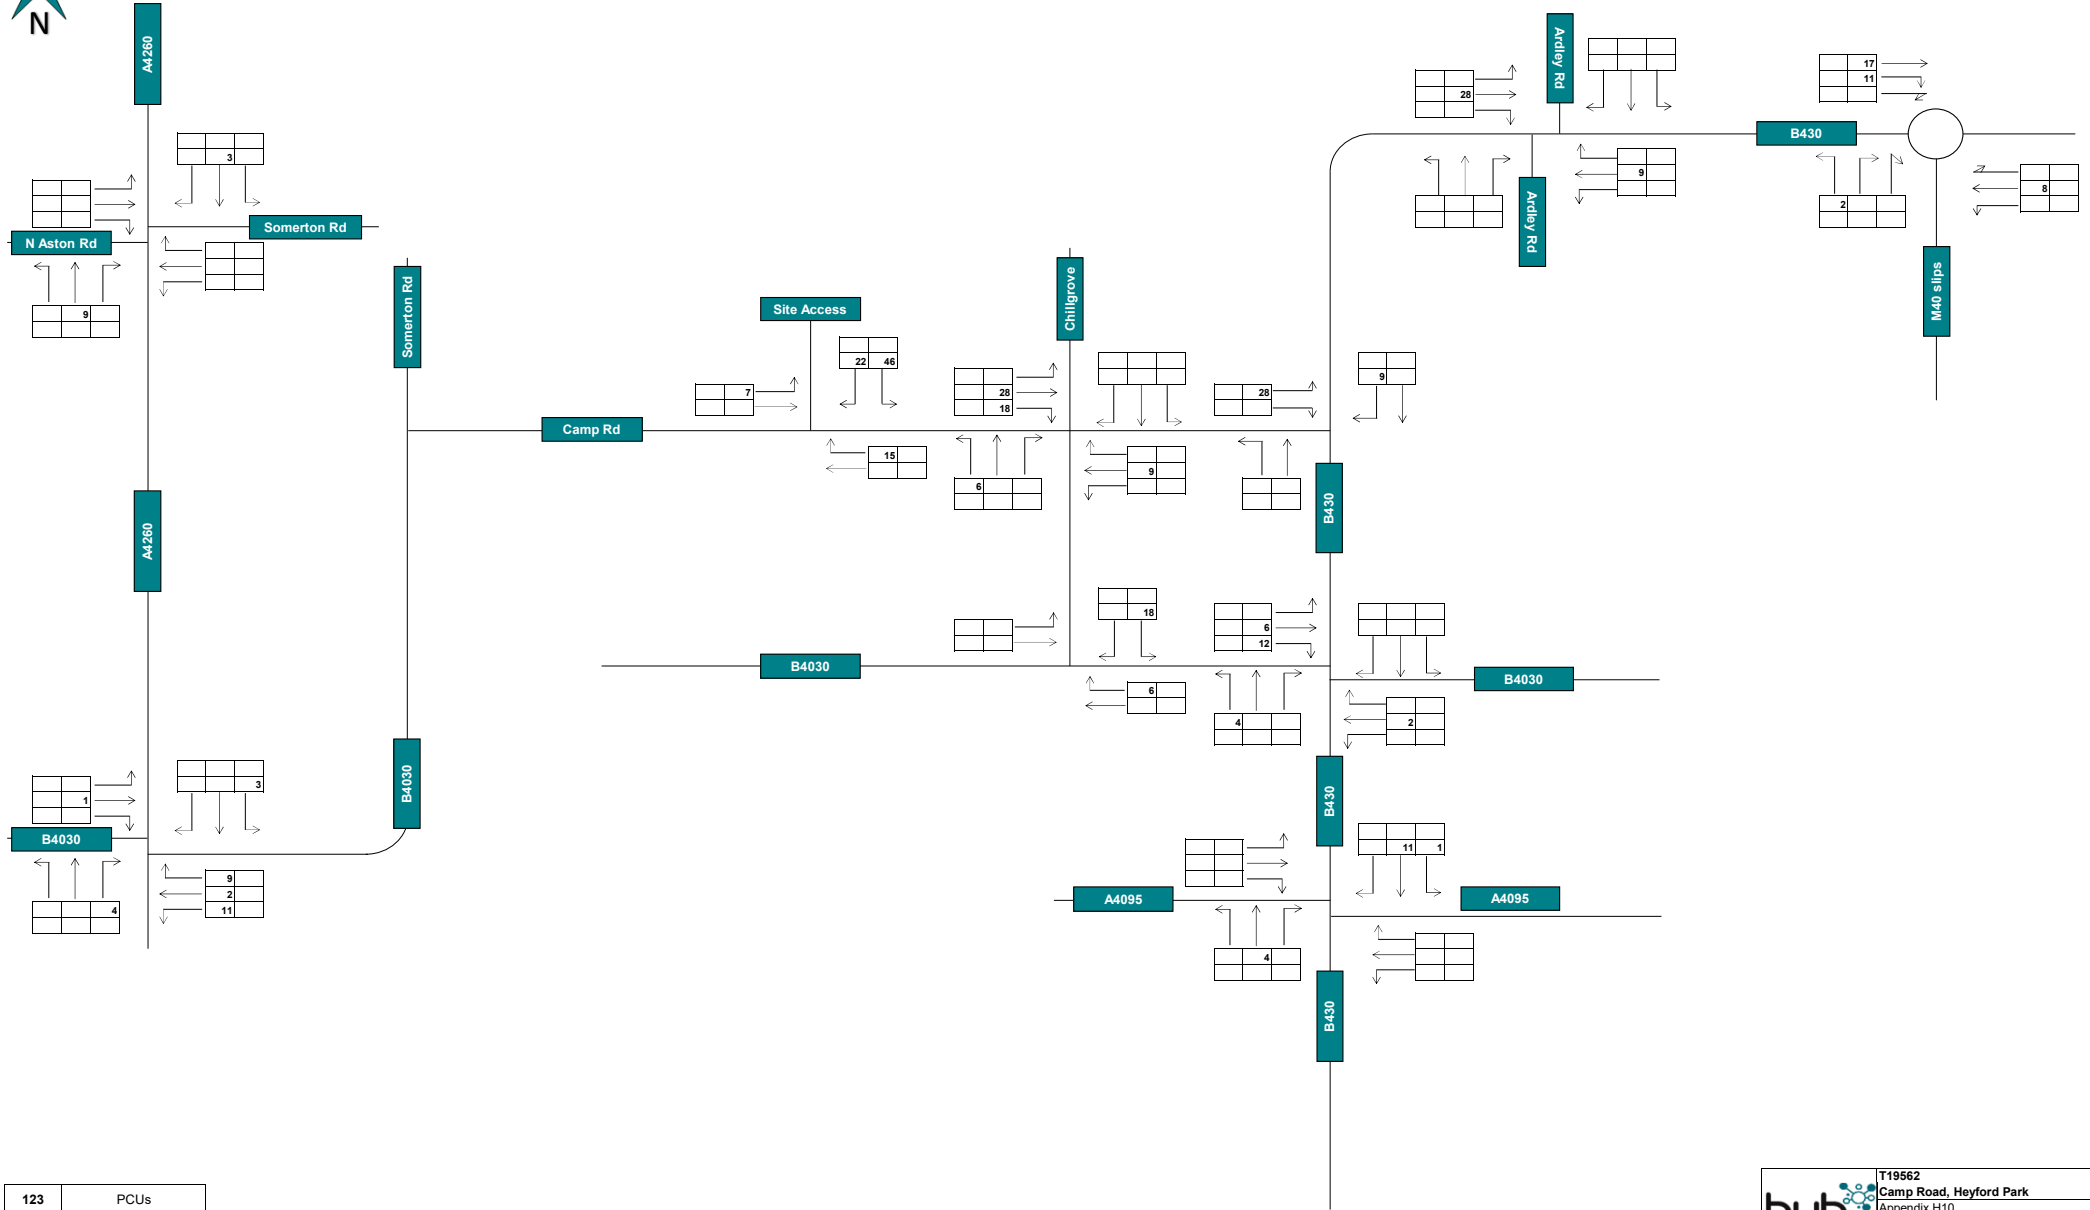 N
A4260
Ardley Rd
17
28
11
B430
3
9
Ardley Rd
8
2
Somerton Rd
N Aston Rd
Somerton Rd
Chillgrove
M40 slips
9
Site Access
22 46
9
7
28
28
18
Camp Rd
15
9
6
B430
A4260
18
6
12
B4030
B4030
6
4
2
B4030
B430
3
1
B4030
11 1
9
2
11
4
A4095
A4095
4
B430
123 PCUs
T19562
hub
Camp Road, Heyford Park
Appendix H10